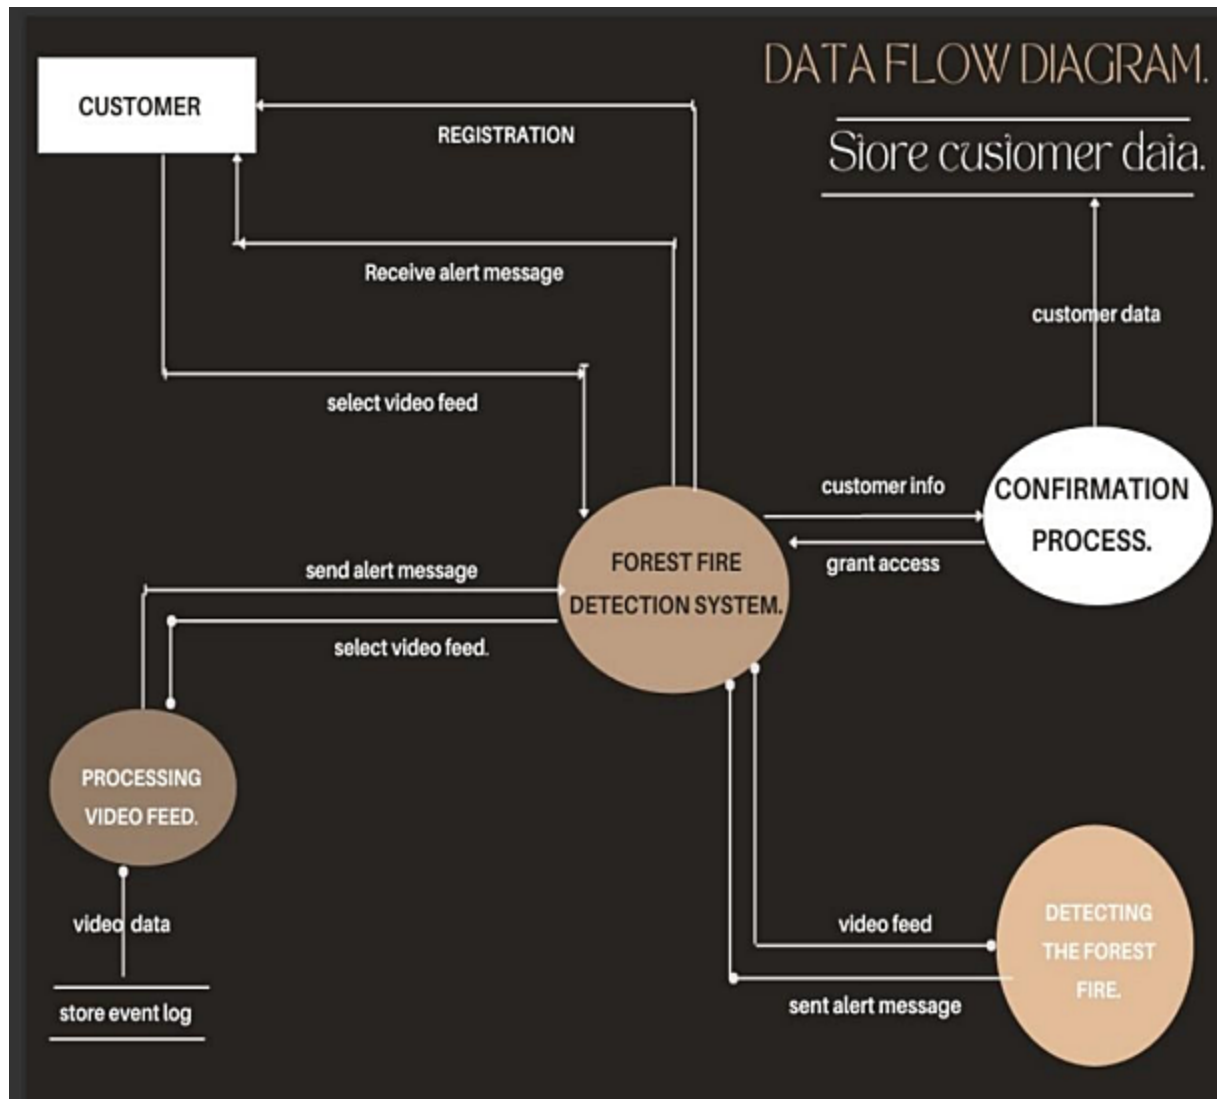 DATA FLOW DIAGRAM.
CUSTOMER
REGISTRATION
Store customer data.
Receive alert message
customer data
select video feed
customer info
CONFIRMATION
PROCESS.
grant access
FOREST FIRE
DETECTION SYSTEM.
send alert message
select video feed.
PROCESSING
VIDEO FEED.
video data
store event log
video feed
sent alert message
DETECTING
THE FOREST
FIRE.